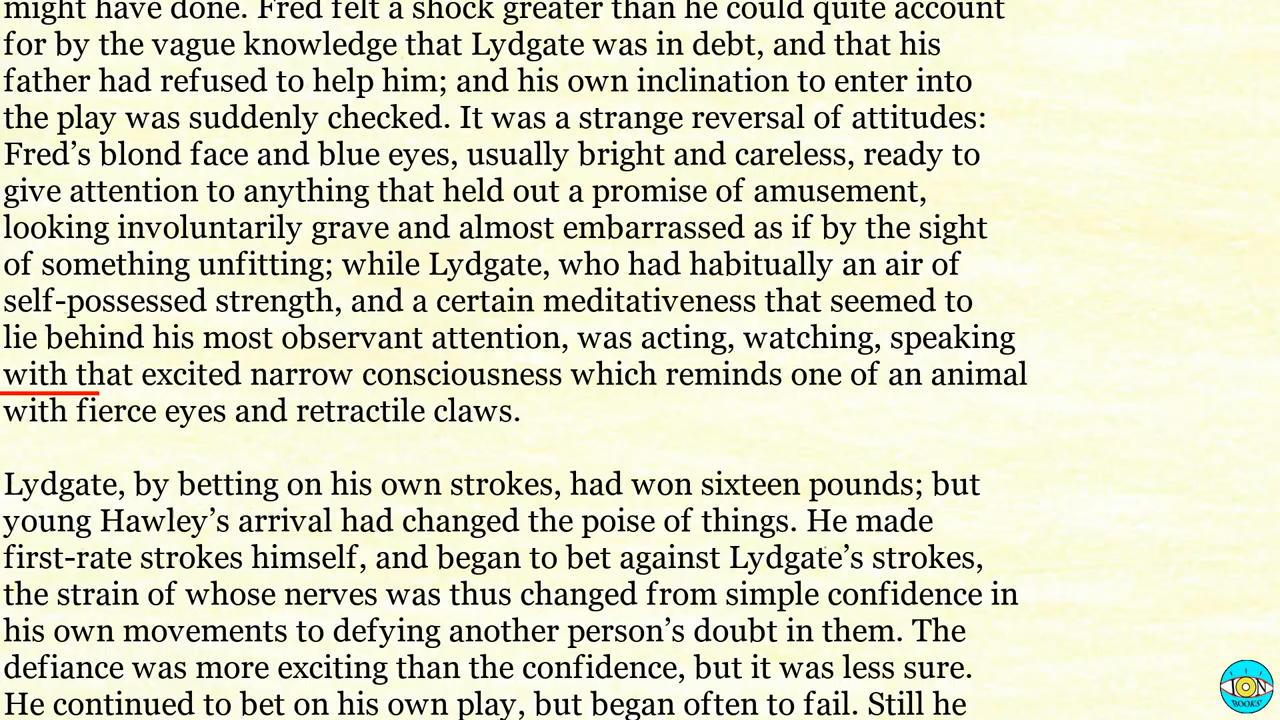 might have done. Fred felt a shock greater than he could quite account
for by the vague knowledge that Lydgate was in debt, and that his
father had refused to help him; and his own inclination to enter into
the play was suddenly checked. It was a strange reversal of attitudes:
Fred’s blond face and blue eyes, usually bright and careless, ready to
give attention to anything that held out a promise of amusement,
looking involuntarily grave and almost embarrassed as if by the sight
of something unfitting; while Lydgate, who had habitually an air of
self-possessed strength, and a certain meditativeness that seemed to
lie behind his most observant attention, was acting, watching, speaking
with that excited narrow consciousness which reminds one of an animal
with fierce eyes and retractile claws.
Lydgate, by betting on his own strokes, had won sixteen pounds; but
young Hawley’s arrival had changed the poise of things. He made
first-rate strokes himself, and began to bet against Lydgate’s strokes,
the strain of whose nerves was thus changed from simple confidence in
his own movements to defying another person’s doubt in them. The
defiance was more exciting than the confidence, but it was less sure.
He continued to bet on his own play, but began often to fail. Still he
ION
BOOKS